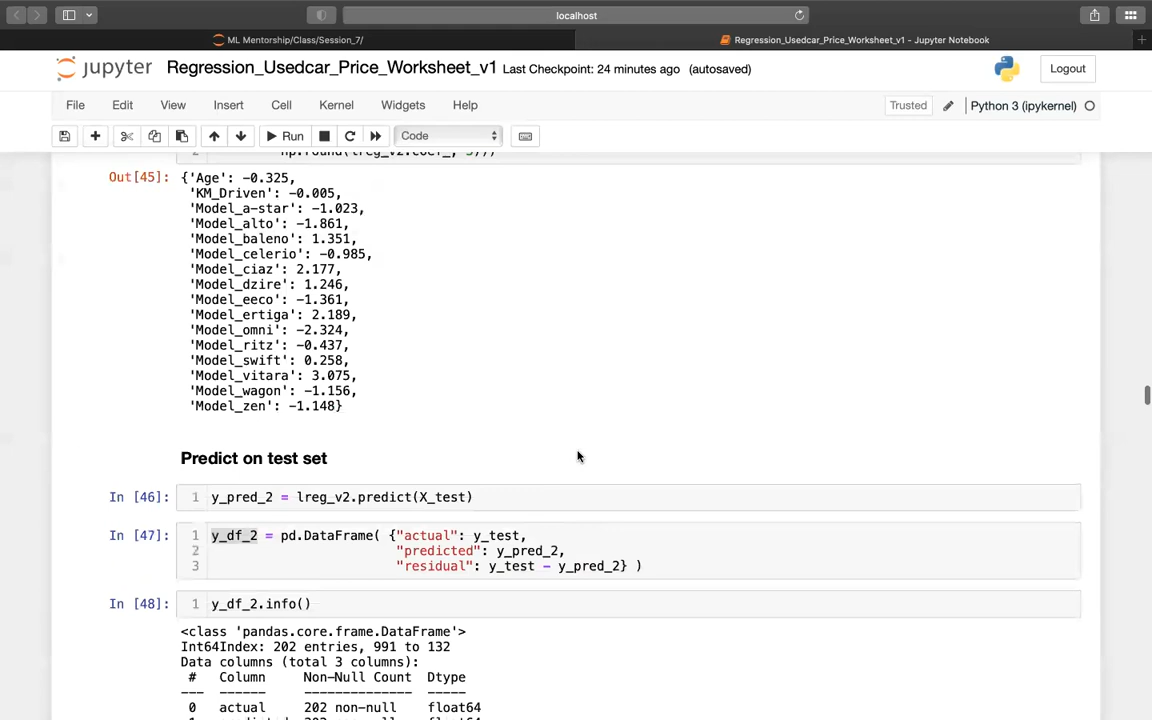 localhost
ML Mentorship/Class/Session_7/
Regression_Usedcar_Price_Worksheet_v1 - Jupyter Notebook
jupyter Regression_Usedcar_Price_Worksheet_v1 Last Checkpoint: 24 minutes ago (autosaved)
Logout
File Edit View Insert Cell Kernel Widgets Help
Trusted
Python 3 (ipykernel)
Run
Code
Out[45]: {'Age': -0.325,
'KM_Driven': -0.005,
'Model_a-star': -1.023,
'Model_alto': -1.861,
'Model_baleno': 1.351,
'Model_celerio': -0.985,
'Model_ciaz': 2.177,
'Model_dzire': 1.246,
'Model_eeco': -1.361,
'Model_ertiga': 2.189,
'Model_omni': -2.324,
'Model_ritz': -0.437,
'Model_swift': 0.258,
'Model_vitara': 3.075,
'Model_wagon': -1.156,
'Model_zen': -1.148}
Predict on test set
In [46]: 1 y_pred_2 = lreg_v2.predict(X_test)
In [47]: 1 y_df_2 = pd.DataFrame( {"actual": y_test,
2 "predicted": y_pred_2,
3 "residual": y_test - y_pred_2} )
In [48]: 1 y_df_2.info()
<class 'pandas.core.frame.DataFrame'>
Int64Index: 202 entries, 991 to 132
Data columns (total 3 columns):
# Column Non-Null Count Dtype
--- ------ -------------- -----
0 actual 202 non-null float64